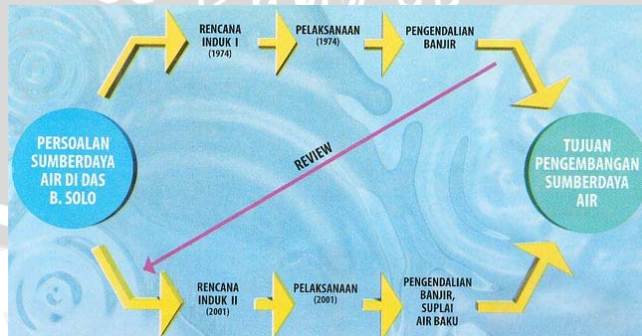 RENCANA
INDUK I
(1974)
PELAKSANAAN
(1974)
PENGENDALIAN
BANJIR
PERSOALAN
SUMBERDAYA
AIR DI DAS
B. SOLO
REVIEW
TUJUAN
PENGEMBANGAN
SUMBERDAYA
AIR
RENCANA
INDUK II
(2001)
PELAKSANAAN
(2001)
PENGENDALIAN
BANJIR,
SUPLAI
AIR BAKU